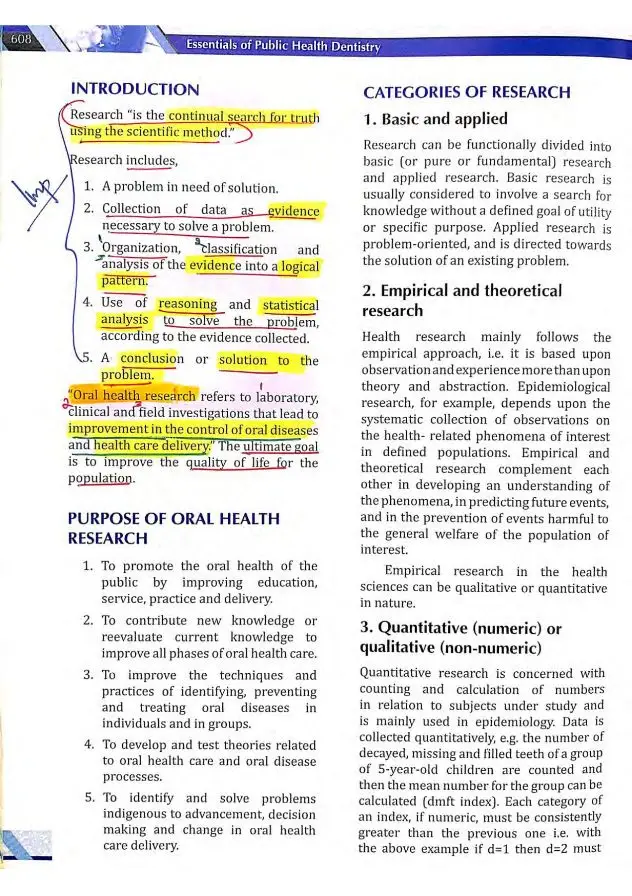 608
Essentials of Public Health Dentistry
INTRODUCTION
Research “is the continual search for truth
using the scientific method.”
Research includes,
Imp
1. A problem in need of solution.
2. Collection of data as evidence
necessary to solve a problem.
3. Organization, classification and
analysis of the evidence into a logical
pattern.
4. Use of reasoning and statistical
analysis to solve the problem,
according to the evidence collected.
5. A conclusion or solution to the
problem.
“Oral health research refers to laboratory,
clinical and field investigations that lead to
improvement in the control of oral diseases
and health care delivery.” The ultimate goal
is to improve the quality of life for the
population.
PURPOSE OF ORAL HEALTH
RESEARCH
1. To promote the oral health of the
public by improving education,
service, practice and delivery.
2. To contribute new knowledge or
reevaluate current knowledge to
improve all phases of oral health care.
3. To improve the techniques and
practices of identifying, preventing
and treating oral diseases in
individuals and in groups.
4. To develop and test theories related
to oral health care and oral disease
processes.
5. To identify and solve problems
indigenous to advancement, decision
making and change in oral health
care delivery.
CATEGORIES OF RESEARCH
1. Basic and applied
Research can be functionally divided into
basic (or pure or fundamental) research
and applied research. Basic research is
usually considered to involve a search for
knowledge without a defined goal of utility
or specific purpose. Applied research is
problem-oriented, and is directed towards
the solution of an existing problem.
2. Empirical and theoretical
research
Health research mainly follows the
empirical approach, i.e. it is based upon
observation and experience more than upon
theory and abstraction. Epidemiological
research, for example, depends upon the
systematic collection of observations on
the health- related phenomena of interest
in defined populations. Empirical and
theoretical research complement each
other in developing an understanding of
the phenomena, in predicting future events,
and in the prevention of events harmful to
the general welfare of the population of
interest.
Empirical research in the health
sciences can be qualitative or quantitative
in nature.
3. Quantitative (numeric) or
qualitative (non-numeric)
Quantitative research is concerned with
counting and calculation of numbers
in relation to subjects under study and
is mainly used in epidemiology. Data is
collected quantitatively, e.g. the number of
decayed, missing and filled teeth of a group
of 5-year-old children are counted and
then the mean number for the group can be
calculated (dmft index). Each category of
an index, if numeric, must be consistently
greater than the previous one i.e. with
the above example if d=1 then d=2 must